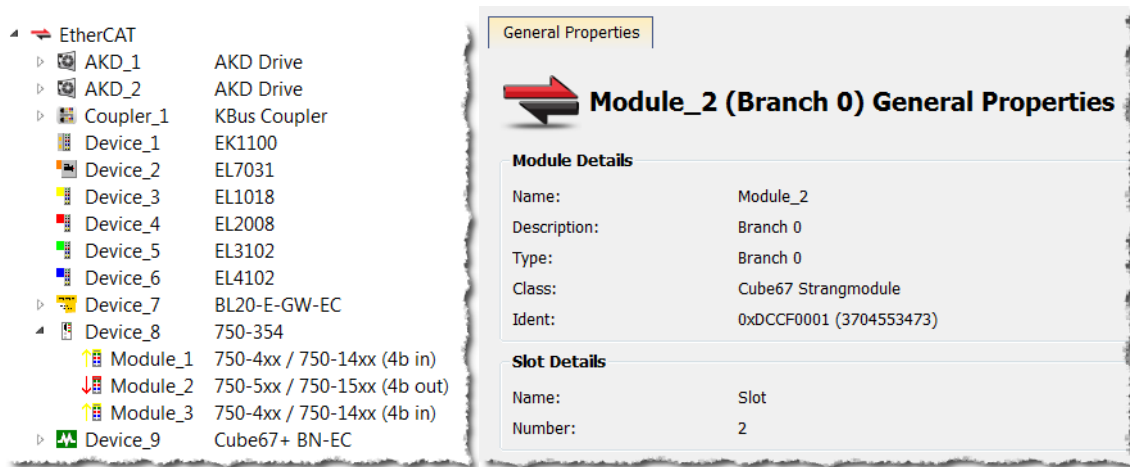 EtherCAT
AKD_1 AKD Drive
AKD_2 AKD Drive
Coupler_1 KBus Coupler
Device_1 EK1100
Device_2 EL7031
Device_3 EL1018
Device_4 EL2008
Device_5 EL3102
Device_6 EL4102
Device_7 BL20-E-GW-EC
Device_8 750-354
Module_1 750-4xx / 750-14xx (4b in)
Module_2 750-5xx / 750-15xx (4b out)
Module_3 750-4xx / 750-14xx (4b in)
Device_9 Cube67+ BN-EC
General Properties
Module_2 (Branch 0) General Properties
Module Details
Name: Module_2
Description: Branch 0
Type: Branch 0
Class: Cube67 Strangmodule
Ident: 0xDCCF0001 (3704553473)
Slot Details
Name: Slot
Number: 2